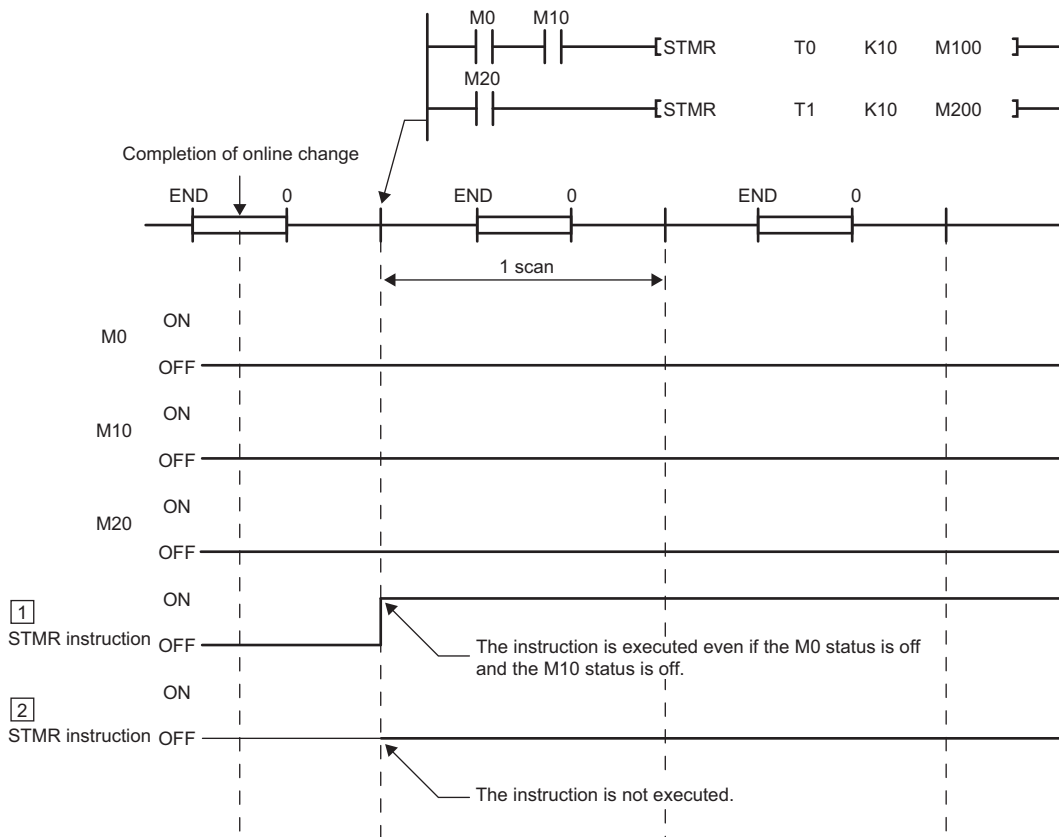 M0 M10
[STMR T0 K10 M100 ]
M20
[STMR T1 K10 M200 ]
Completion of online change
END 0 END 0 END 0
1 scan
ON
M0
OFF
ON
M10
OFF
ON
M20
OFF
ON
1
STMR instruction OFF
The instruction is executed even if the M0 status is off
and the M10 status is off.
ON
2
STMR instruction OFF
The instruction is not executed.